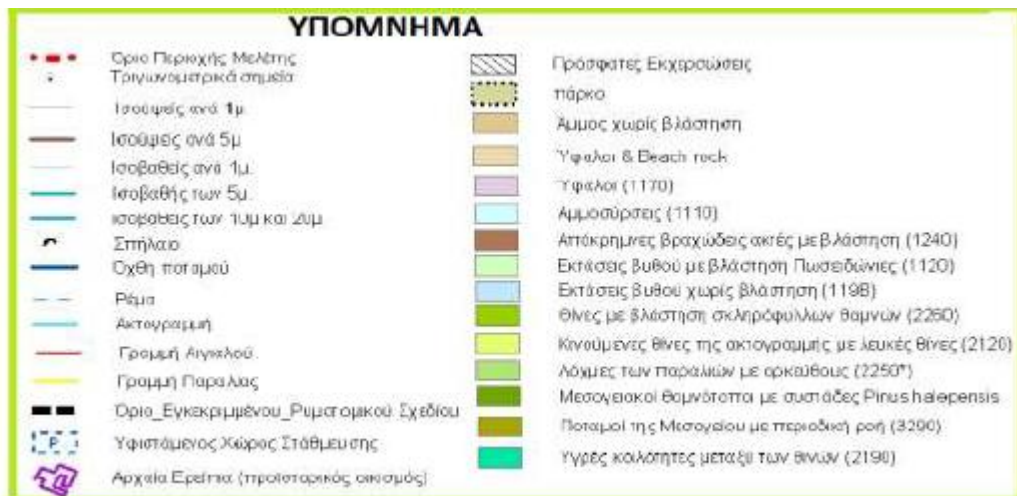 ΥΠΟΜΝΗΜΑ
Όριο Περιοχής Μελέτης
Τριγωνομετρικά σημεία
Ισοϋψείς ανά 1μ.
Ισοϋψείς ανά 5μ
Ισοβαθείς ανά 1μ.
Ισοβαθής των 5μ.
Ισοβαθείς των 10μ και 20μ
Σπήλαιο
Όχθη ποταμού
Ρέμα
Ακτογραμμή
Γραμμή Αιγιαλού
Γραμμή Παραλίας
Όριο_Εγκεκριμμένου_Ρυμοτομικού Σχεδίου
P Υφιστάμενος Χώρος Στάθμευσης
Αρχαία Ερείπια (προϊστορικός οικισμός)
Πρόσφατες Εκχερσώσεις
πάρκο
Άμμος χωρίς βλάστηση
Ύφαλοι & Beach rock
Ύφαλοι (1170)
Αμμοσύρσεις (1110)
Απόκρημνες βραχώδεις ακτές με βλάστηση (1240)
Εκτάσεις βυθού με βλάστηση Ποσειδώνιες (1120)
Εκτάσεις βυθού χωρίς βλάστηση (119Β)
Θίνες με βλάστηση σκληρόφυλλων θαμνών (2260)
Κινούμενες θίνες της ακτογραμμής με λευκές θίνες (2120)
Λόχμες των παραλιών με αρκεύθους (2250*)
Μεσογειακοί θαμνότοποι με συστάδες Pinus halepensis
Ποταμοί της Μεσογείου με περιοδική ροή (3290)
Υγρές κοιλότητες μεταξύ των θινών (2190)